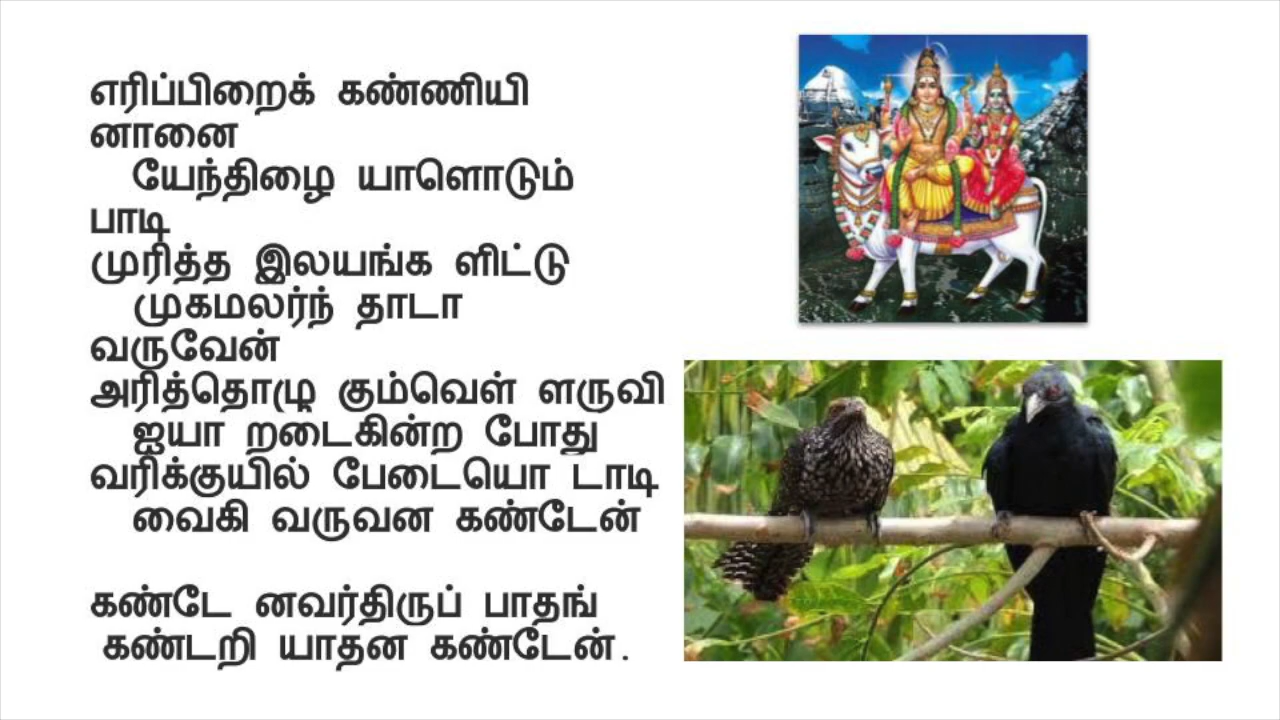 எரிப்பிறைக் கண்ணியி
னானை
யேந்திழை யாளொடும்
பாடி
முரித்த இலயங்க ளிட்டு
முகமலர்ந் தாடா
வருவேன்
அரித்தொழு கும்வெள் ளருவி
ஐயா றடைகின்ற போது
வரிக்குயில் பேடையொ டாடி
வைகி வருவன கண்டேன்
கண்டே னவர்திருப் பாதங்
கண்டறி யாதன கண்டேன்.